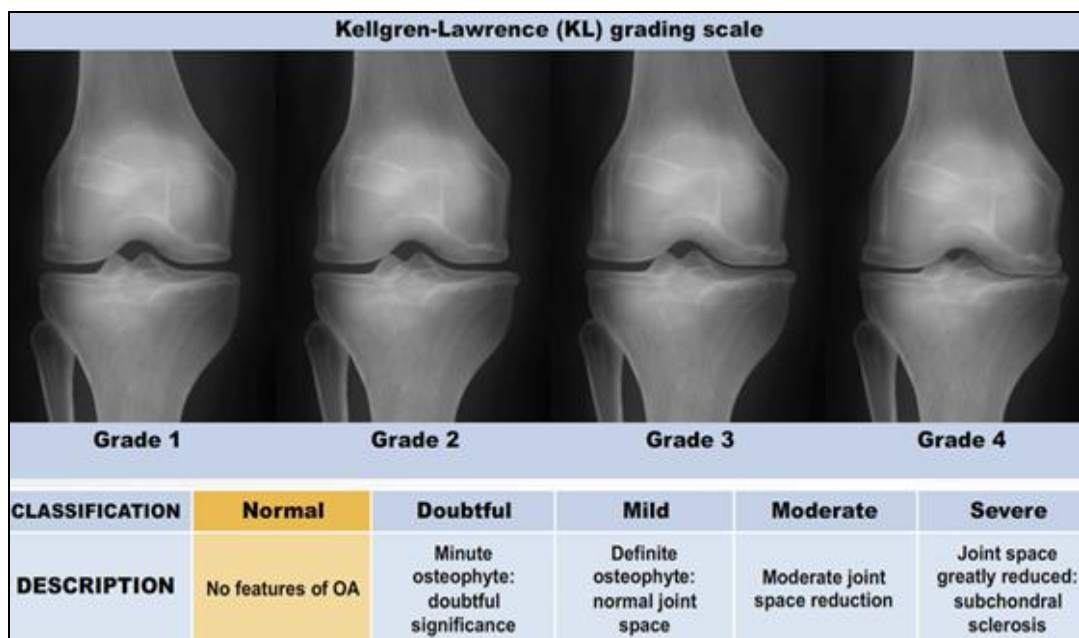 Kellgren-Lawrence (KL) grading scale
Grade 1 Grade 2 Grade 3 Grade 4
CLASSIFICATION Normal Doubtful Mild Moderate Severe
DESCRIPTION
No features of OA
Minute
osteophyte:
doubtful
significance
Definite
osteophyte:
normal joint
space
Moderate joint
space reduction
Joint space
greatly reduced:
subchondral
sclerosis